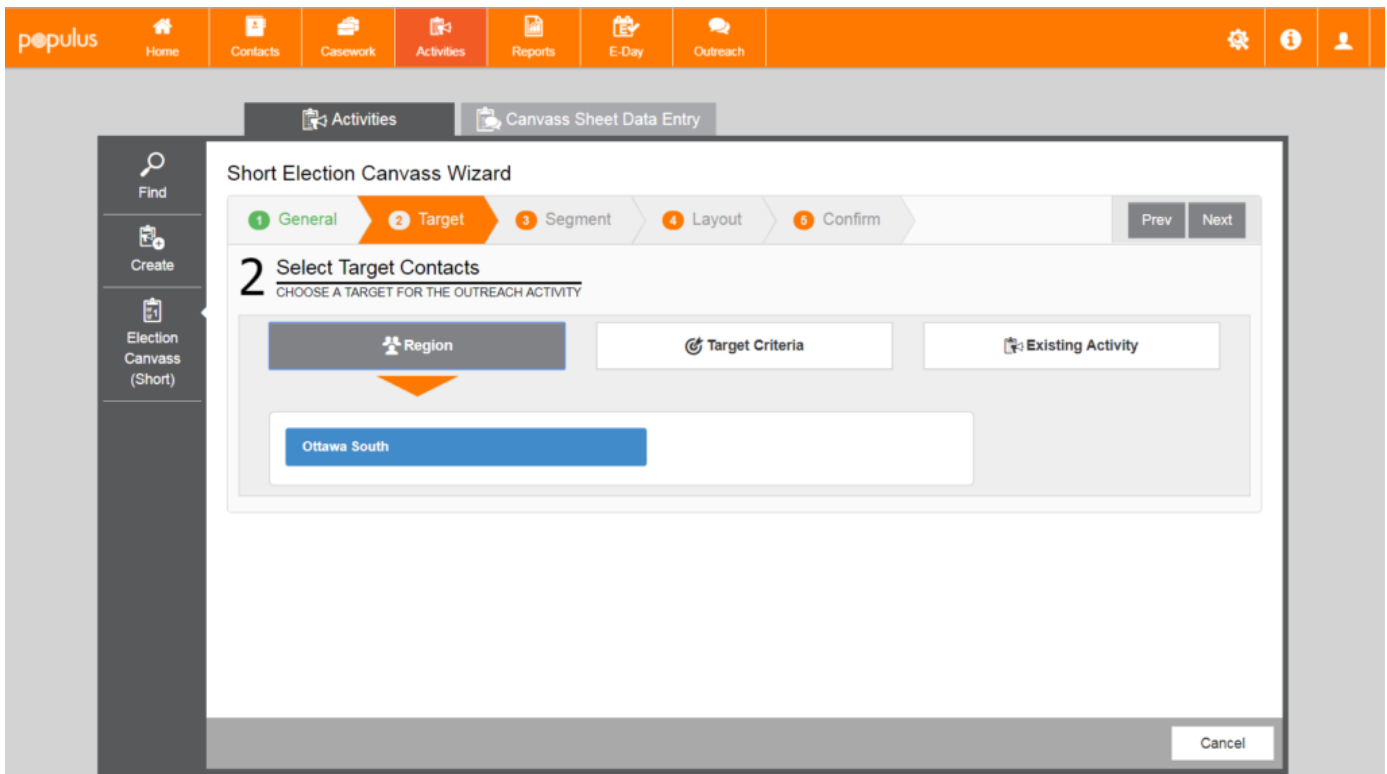 populus
Home
Contacts
Casework
Activities
Reports
E-Day
Outreach
Activities
Canvass Sheet Data Entry
Find
Create
Election
Canvass
(Short)
Short Election Canvass Wizard
1 General
2 Target
3 Segment
4 Layout
5 Confirm
Prev
Next
2 Select Target Contacts
CHOOSE A TARGET FOR THE OUTREACH ACTIVITY
Region
Target Criteria
Existing Activity
Ottawa South
Cancel